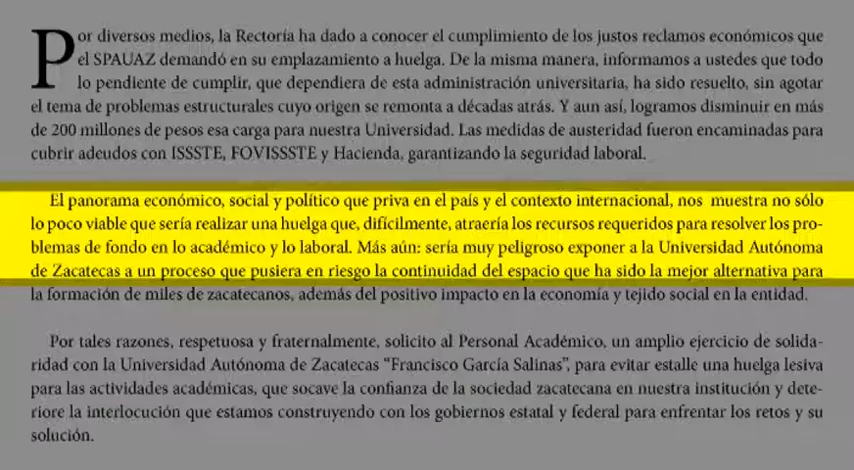 Por diversos medios, la Rectoría ha dado a conocer el cumplimiento de los justos reclamos económicos que
el SPAUAZ demandó en su emplazamiento a huelga. De la misma manera, informamos a ustedes que todo
lo pendiente de cumplir, que dependiera de esta administración universitaria, ha sido resuelto, sin agotar
el tema de problemas estructurales cuyo origen se remonta a décadas atrás. Y aun así, logramos disminuir en más
de 200 millones de pesos esa carga para nuestra Universidad. Las medidas de austeridad fueron encaminadas para
cubrir adeudos con ISSSTE, FOVISSSTE y Hacienda, garantizando la seguridad laboral.
El panorama económico, social y político que priva en el país y el contexto internacional, nos muestra no sólo
lo poco viable que sería realizar una huelga que, difícilmente, atraería los recursos requeridos para resolver los pro-
blemas de fondo en lo académico y lo laboral. Más aún: sería muy peligroso exponer a la Universidad Autónoma
de Zacatecas a un proceso que pusiera en riesgo la continuidad del espacio que ha sido la mejor alternativa para
la formación de miles de zacatecanos, además del positivo impacto en la economía y tejido social en la entidad.
Por tales razones, respetuosa y fraternalmente, solicito al Personal Académico, un amplio ejercicio de solida-
ridad con la Universidad Autónoma de Zacatecas “Francisco García Salinas”, para evitar estalle una huelga lesiva
para las actividades académicas, que socave la confianza de la sociedad zacatecana en nuestra institución y dete-
riore la interlocución que estamos construyendo con los gobiernos estatal y federal para enfrentar los retos y su
solución.